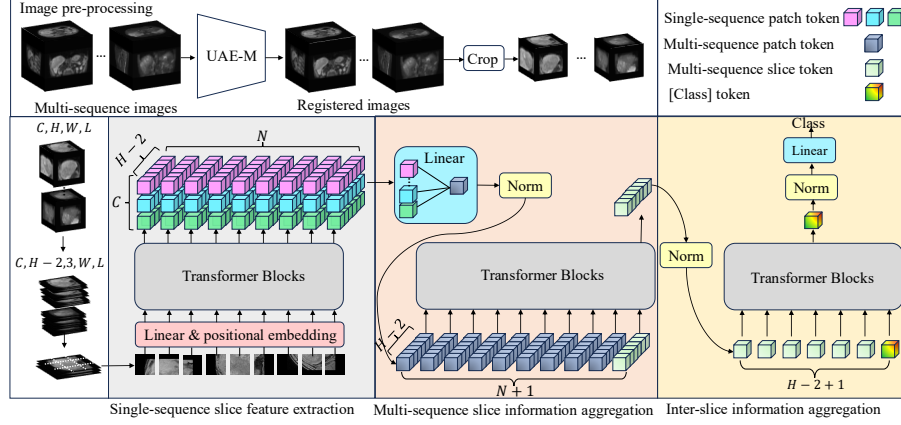 Image pre-processing
...
UAE-M
...
Crop
...
Multi-sequence images
Registered images
Single-sequence patch token
Multi-sequence patch token
Multi-sequence slice token
[Class] token
C, H, W, L
C, H − 2,3, W, L
H − 2
N
C
Transformer Blocks
Linear & positional embedding
Single-sequence slice feature extraction
Linear
Norm
Transformer Blocks
H − 2
N + 1
Multi-sequence slice information aggregation
Class
Linear
Norm
Norm
Transformer Blocks
H − 2 + 1
Inter-slice information aggregation